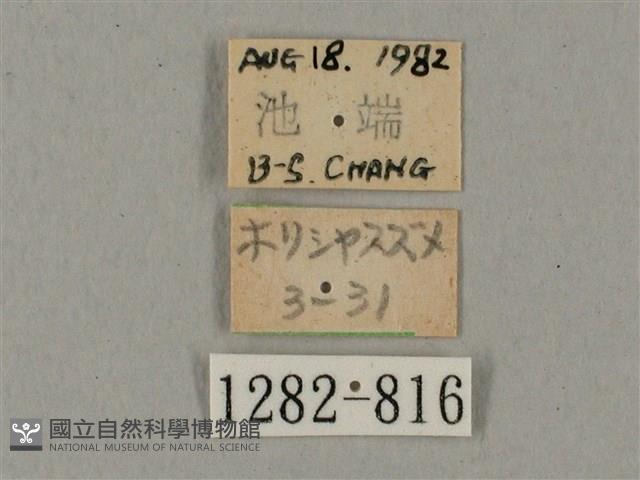 AUG 18. 1982
池端
B-S. CHANG
ホリシャスズメ
3-31
1282-816
國立自然科學博物館
NATIONAL MUSEUM OF NATURAL SCIENCE